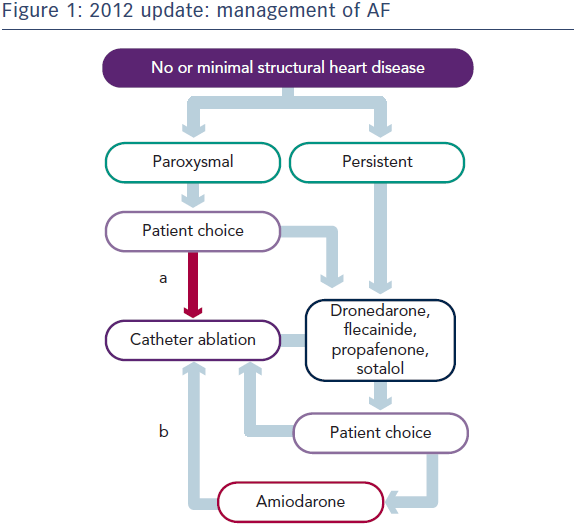 Figure 1: 2012 update: management of AF
No or minimal structural heart disease
Paroxysmal
Persistent
Patient choice
a
Dronedarone,
flecainide,
propafenone,
sotalol
Catheter ablation
b
Patient choice
Amiodarone